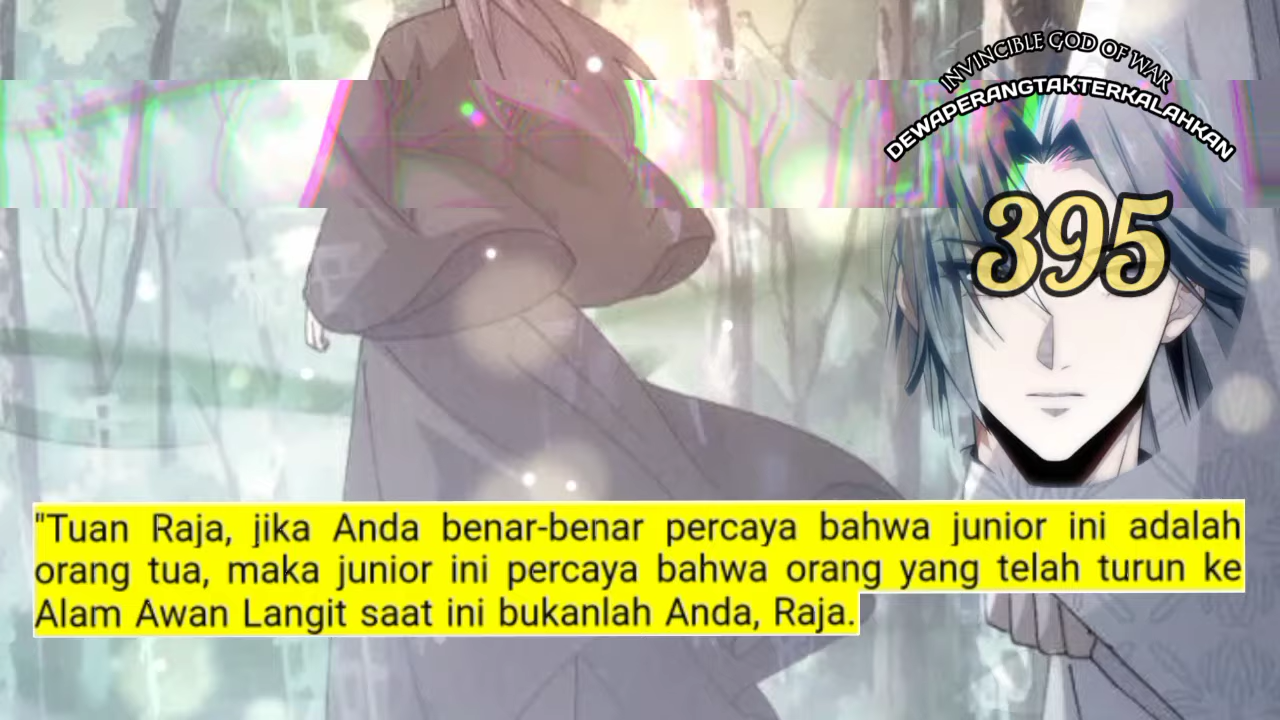 INVINCIBLE GOD OF WAR
DEWAPERANGTAKTERKALAHKAN
395
"Tuan Raja, jika Anda benar-benar percaya bahwa junior ini adalah
orang tua, maka junior ini percaya bahwa orang yang telah turun ke
Alam Awan Langit saat ini bukanlah Anda, Raja.